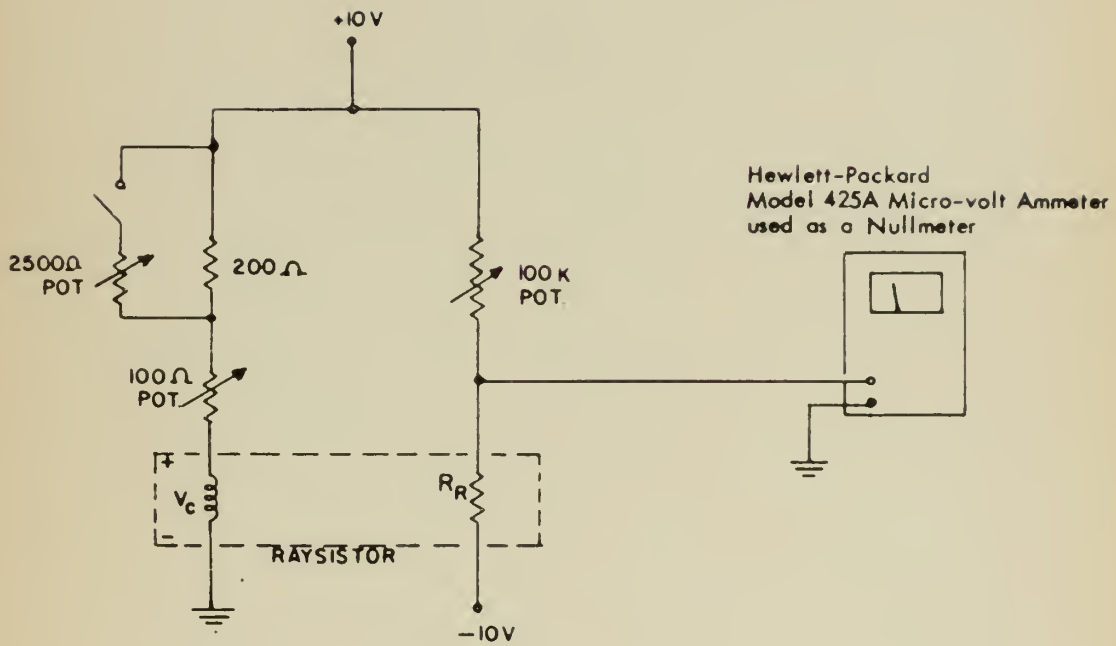 +10V
Hewlett-Packard
Model 425A Micro-volt Ammeter
used as a Nullmeter
2500Ω
POT
200Ω
100K
POT.
100Ω
POT.
+
Vc
-
RR
RAYSISTOR
-10V